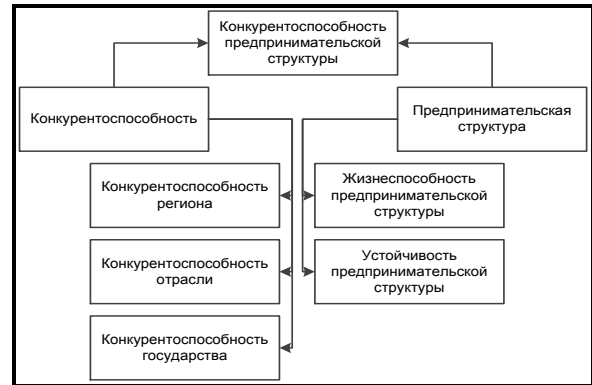 Конкурентоспособность
предпринимательской
структуры
Конкурентоспособность
Предпринимательская
структура
Конкурентоспособность
региона
Жизнеспособность
предпринимательской
структуры
Конкурентоспособность
отрасли
Устойчивость
предпринимательской
структуры
Конкурентоспособность
государства